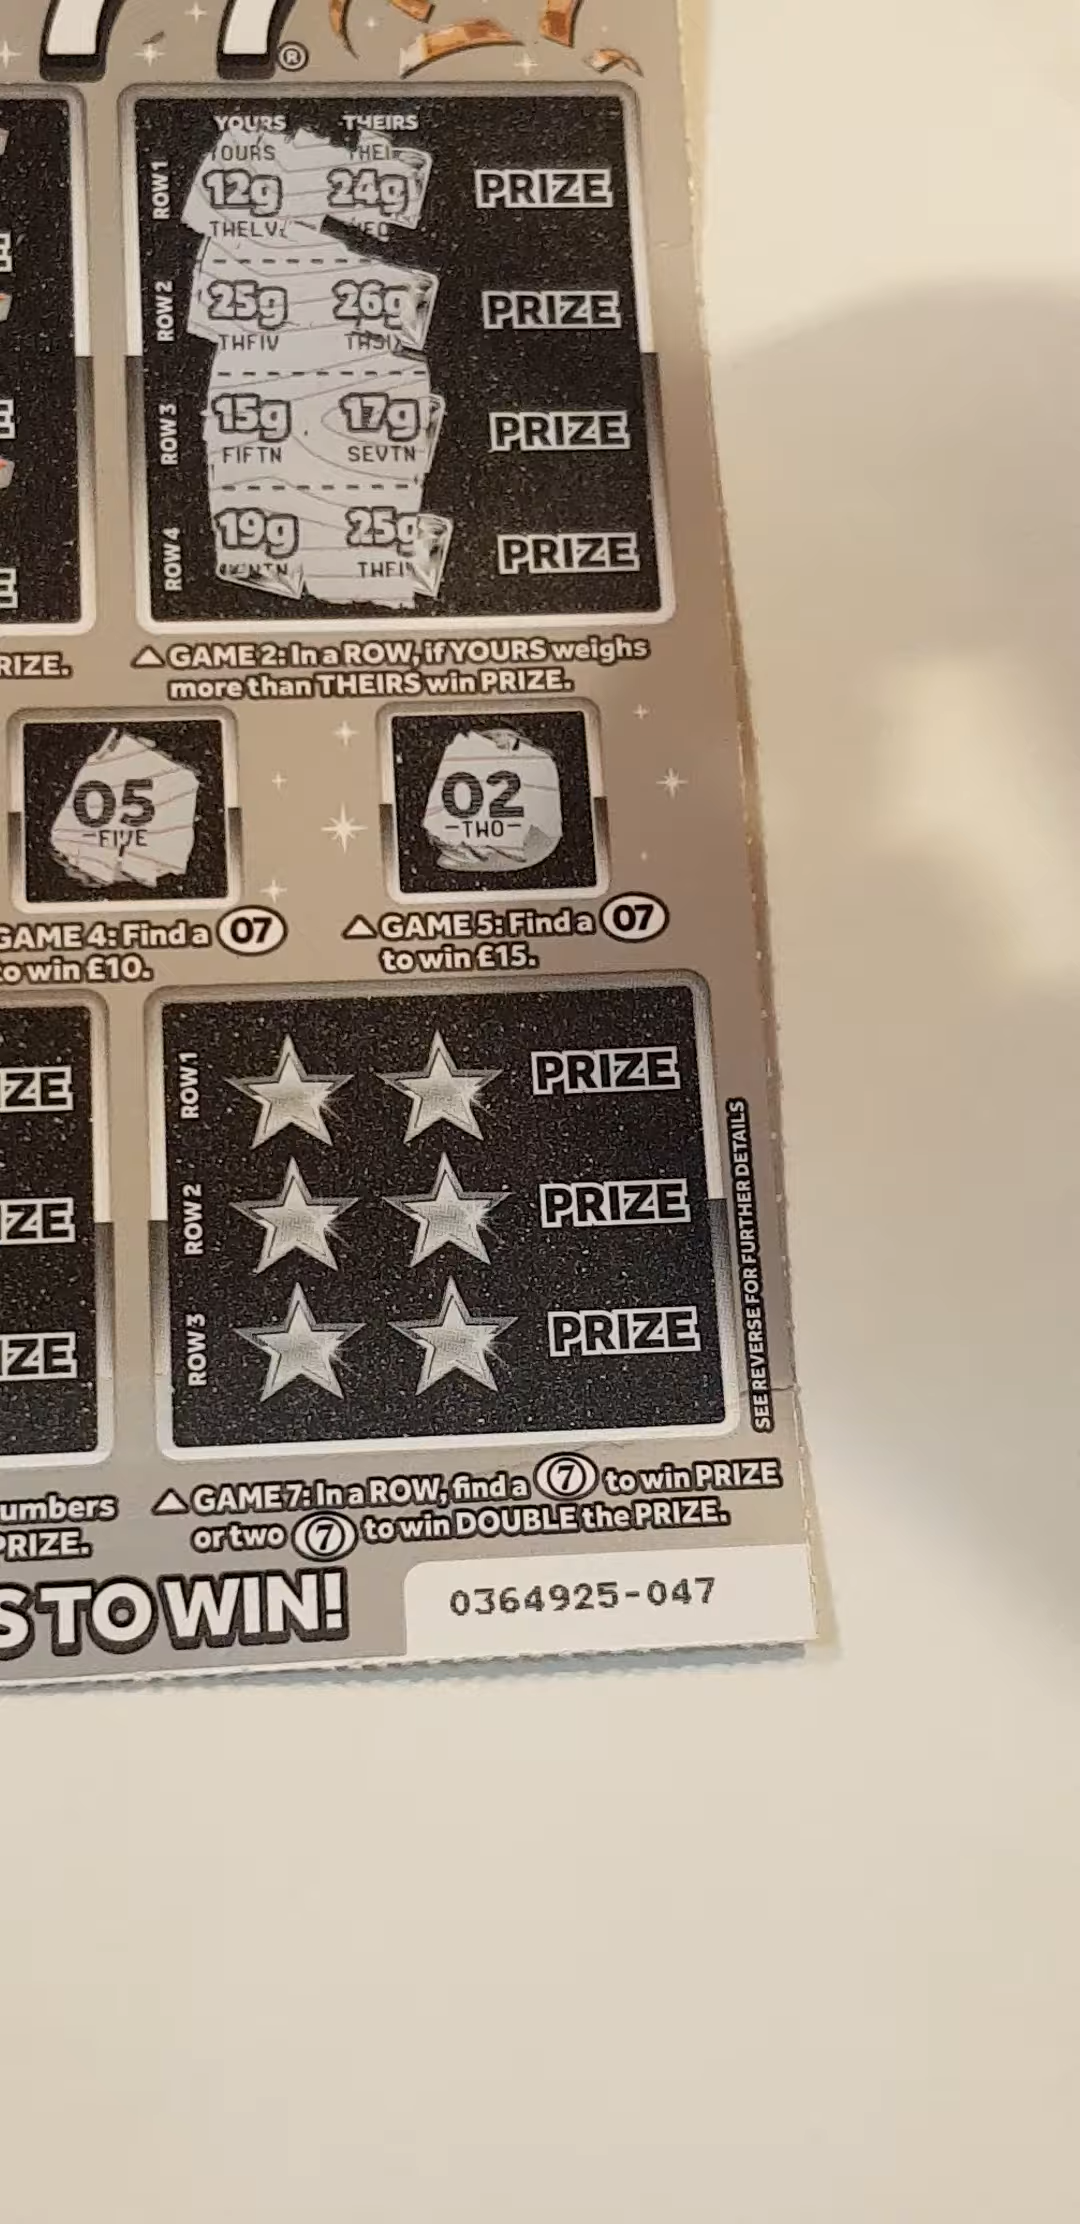 ®
YOURS THEIRS
YOURS
ROW 1 12g 24g PRIZE
ROW 2 25g 26g PRIZE
THFIV
ROW 3 15g 17g PRIZE
FIFTN SEVTN
ROW 4 19g 25g PRIZE
RIZE.
GAME 2: In a ROW, if YOURS weighs
more than THEIRS win PRIZE.
05
-FIVE
02
-TWO-
GAME 4: Find a 07
to win £10.
GAME 5: Find a 07
to win £15.
ZE
ZE
ZE
ROW 1 PRIZE
ROW 2 PRIZE
ROW 3 PRIZE
SEE REVERSE FOR FURTHER DETAILS
umbers
PRIZE.
GAME 7: In a ROW, find a 7 to win PRIZE
or two 7 to win DOUBLE the PRIZE.
S TO WIN!
0364925-047